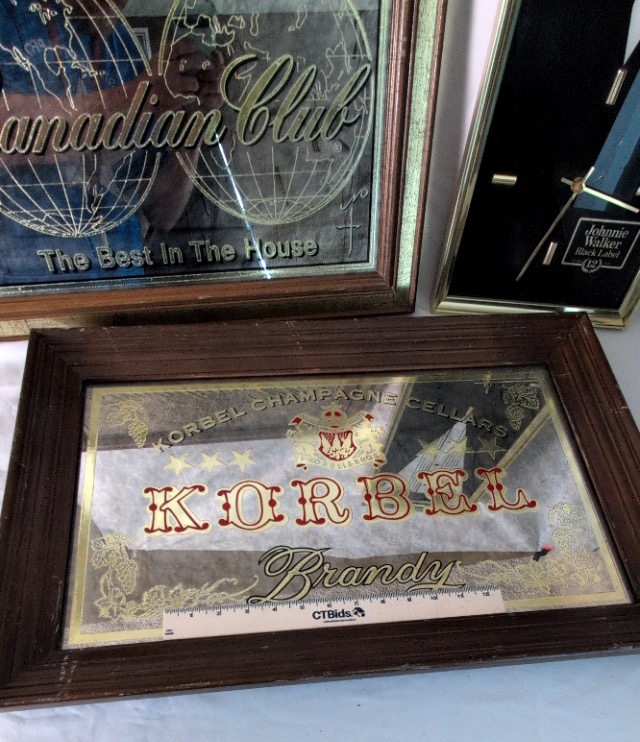 anadian Club
The Best In The House
Johnnie
Walker
Black Label
12
KORBEL CHAMPAGNE CELLARS
KORBEL
Brandy
CTBids